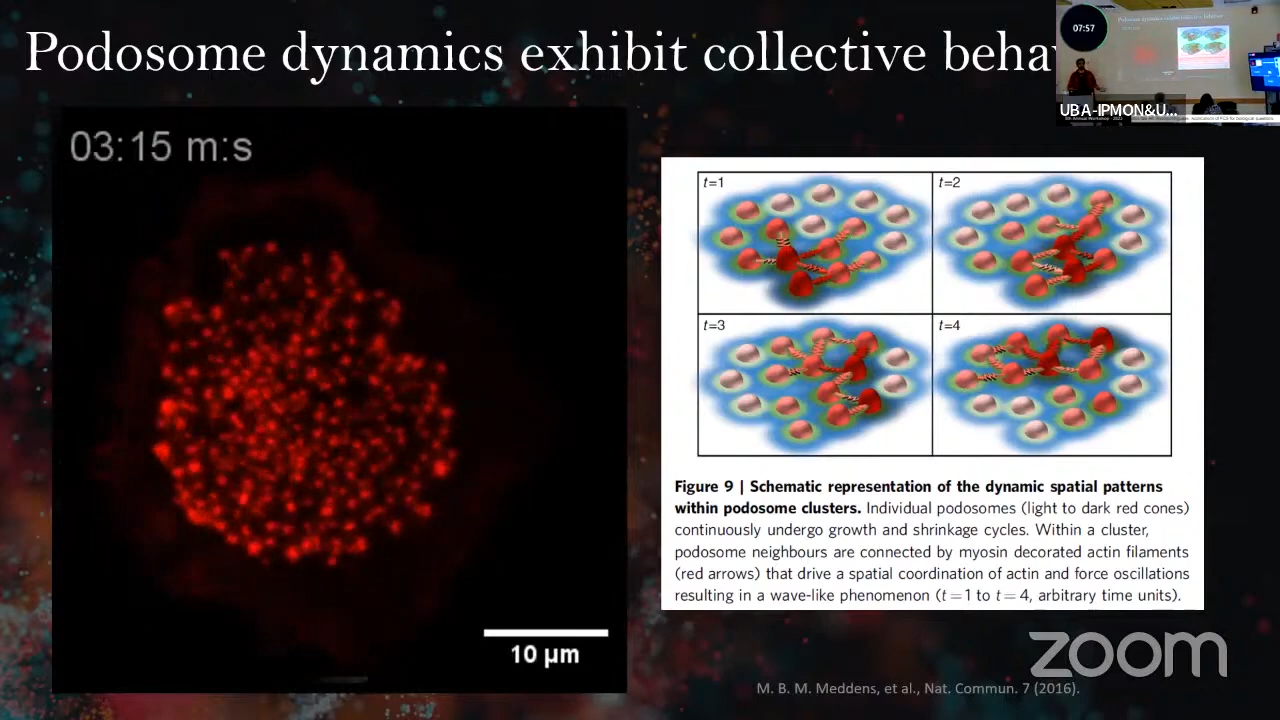 Podosome dynamics exhibit collective beha
07:57
UBA-IPMON&U...
03:15 m:s
t=1
t=2
t=3
t=4
Figure 9 | Schematic representation of the dynamic spatial patterns
within podosome clusters. Individual podosomes (light to dark red cones)
continuously undergo growth and shrinkage cycles. Within a cluster,
podosome neighbours are connected by myosin decorated actin filaments
(red arrows) that drive a spatial coordination of actin and force oscillations
resulting in a wave-like phenomenon (t=1 to t=4, arbitrary time units).
10 µm
zoom
M. B. M. Meddens, et al., Nat. Commun. 7 (2016).